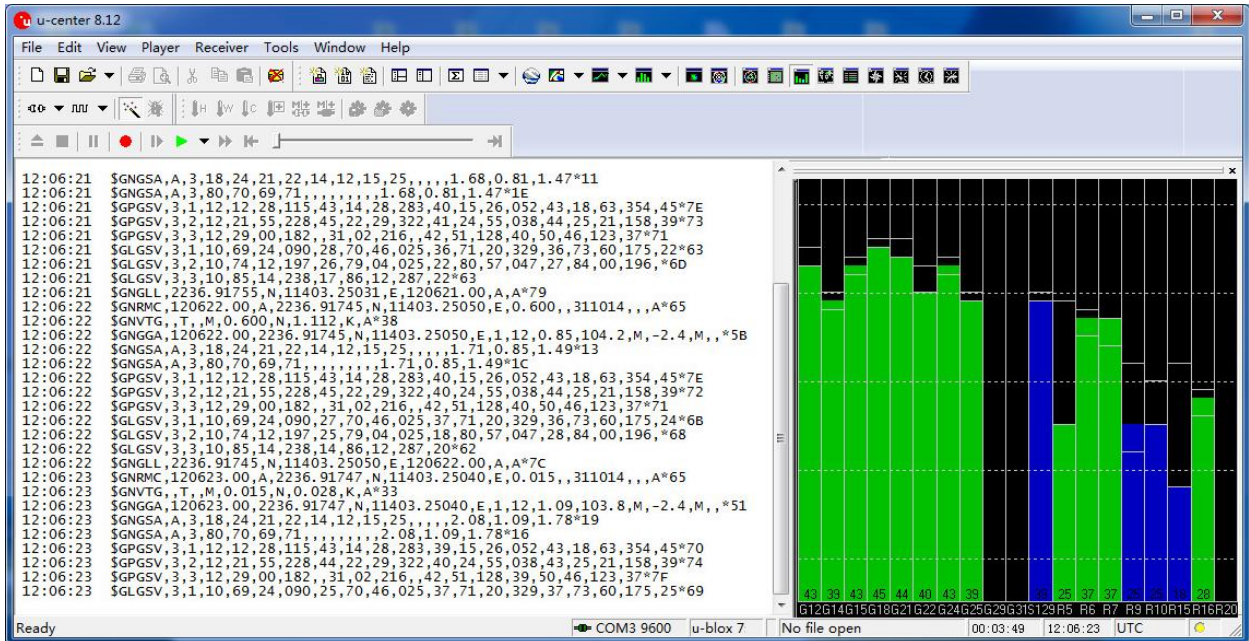 u-center 8.12
File Edit View Player Receiver Tools Window Help
12:06:21 $GNGSA,A,3,18,24,21,22,14,12,15,25,,,,,1.68,0.81,1.47*11
12:06:21 $GNGSA,A,3,80,70,69,71,,,,,,,,,1.68,0.81,1.47*1E
12:06:21 $GPGSV,3,1,12,12,28,115,43,14,28,283,40,15,26,052,43,18,63,354,45*7E
12:06:21 $GPGSV,3,2,12,21,55,228,45,22,29,322,41,24,55,038,44,25,21,158,39*73
12:06:21 $GPGSV,3,3,12,29,00,182,,31,02,216,,42,51,128,40,50,46,123,37*71
12:06:21 $GLGSV,3,1,10,69,24,090,28,70,46,025,36,71,20,329,36,73,60,175,22*63
12:06:21 $GLGSV,3,2,10,74,12,197,26,79,04,025,22,80,57,047,27,84,00,196,*6D
12:06:21 $GLGSV,3,3,10,85,14,238,17,86,12,287,22*63
12:06:21 $GNGLL,2236.91755,N,11403.25031,E,120621.00,A,A*79
12:06:22 $GNRMC,120622.00,A,2236.91745,N,11403.25050,E,0.600,,311014,,,A*65
12:06:22 $GNVTG,,T,,M,0.600,N,1.112,K,A*38
12:06:22 $GNGGA,120622.00,2236.91745,N,11403.25050,E,1,12,0.85,104.2,M,-2.4,M,,*5B
12:06:22 $GNGSA,A,3,18,24,21,22,14,12,15,25,,,,,1.71,0.85,1.49*13
12:06:22 $GNGSA,A,3,80,70,69,71,,,,,,,,,1.71,0.85,1.49*1C
12:06:22 $GPGSV,3,1,12,12,28,115,43,14,28,283,40,15,26,052,43,18,63,354,45*7E
12:06:22 $GPGSV,3,2,12,21,55,228,45,22,29,322,40,24,55,038,44,25,21,158,39*72
12:06:22 $GPGSV,3,3,12,29,00,182,,31,02,216,,42,51,128,40,50,46,123,37*71
12:06:22 $GLGSV,3,1,10,69,24,090,27,70,46,025,37,71,20,329,36,73,60,175,24*6B
12:06:22 $GLGSV,3,2,10,74,12,197,25,79,04,025,18,80,57,047,28,84,00,196,*68
12:06:22 $GLGSV,3,3,10,85,14,238,14,86,12,287,20*62
12:06:22 $GNGLL,2236.91745,N,11403.25050,E,120622.00,A,A*7C
12:06:23 $GNRMC,120623.00,A,2236.91747,N,11403.25040,E,0.015,,311014,,,A*65
12:06:23 $GNVTG,,T,,M,0.015,N,0.028,K,A*33
12:06:23 $GNGGA,120623.00,2236.91747,N,11403.25040,E,1,12,1.09,103.8,M,-2.4,M,,*51
12:06:23 $GNGSA,A,3,18,24,21,22,14,12,15,25,,,,,2.08,1.09,1.78*19
12:06:23 $GNGSA,A,3,80,70,69,71,,,,,,,,,2.08,1.09,1.78*16
12:06:23 $GPGSV,3,1,12,12,28,115,43,14,28,283,39,15,26,052,43,18,63,354,45*70
12:06:23 $GPGSV,3,2,12,21,55,228,44,22,29,322,40,24,55,038,43,25,21,158,39*74
12:06:23 $GPGSV,3,3,12,29,00,182,,31,02,216,,42,51,128,39,50,46,123,37*7F
12:06:23 $GLGSV,3,1,10,69,24,090,25,70,46,025,37,71,20,329,37,73,60,175,25*69
43 39 43 45 44 40 43 39 39 25 37 37 25 25 18 28
G12 G14 G15 G18 G21 G22 G24 G25 G29 G31 S129 R5 R6 R7 R9 R10 R15 R16 R20
Ready COM3 9600 u-blox 7 No file open 00:03:49 12:06:23 UTC